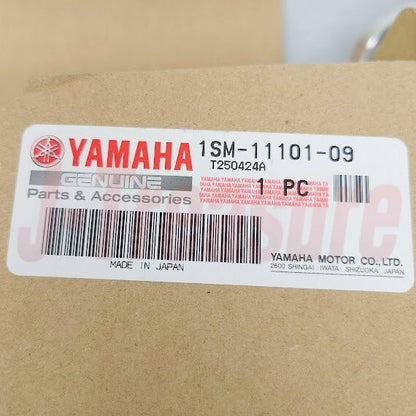 YAMAHA 1SM-11101-09
T250424A
GENUINE
Parts & Accessories
1 PC
MADE IN JAPAN
YAMAHA MOTOR CO.,LTD.
2500 SHINGAI IWATA SHIZUOKA JAPAN